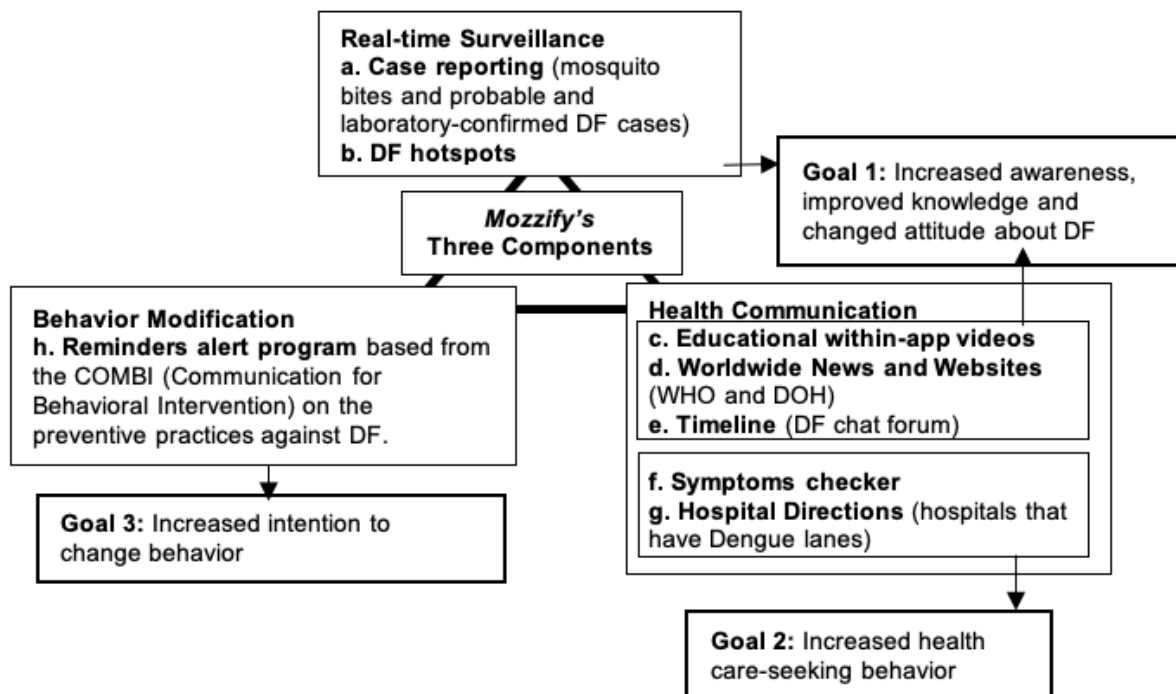 Real-time Surveillance
a. Case reporting (mosquito
bites and probable and
laboratory-confirmed DF cases)
b. DF hotspots
Goal 1: Increased awareness,
improved knowledge and
changed attitude about DF
Mozzify's
Three Components
Behavior Modification
h. Reminders alert program based from
the COMBI (Communication for
Behavioral Intervention) on the
preventive practices against DF.
Health Communication
c. Educational within-app videos
d. Worldwide News and Websites
(WHO and DOH)
e. Timeline (DF chat forum)
f. Symptoms checker
g. Hospital Directions (hospitals that
have Dengue lanes)
Goal 3: Increased intention to
change behavior
Goal 2: Increased health
care-seeking behavior